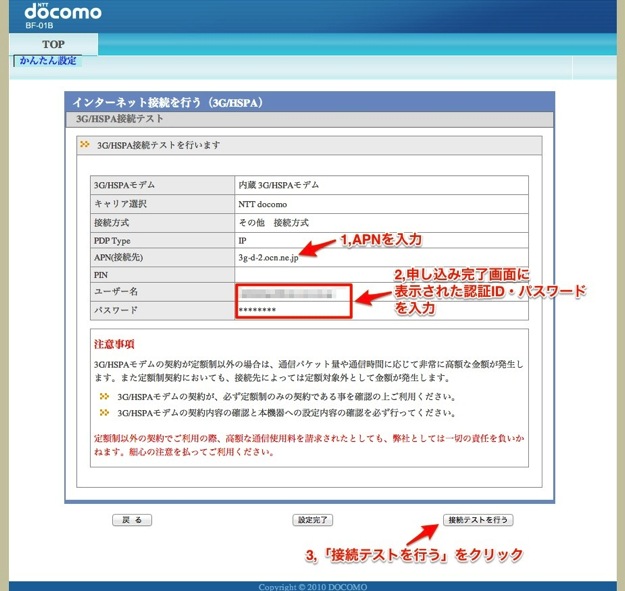 NTT
docomo
BF-01B
TOP
かんたん設定
インターネット接続を行う（3G/HSPA）
3G/HSPA接続テスト
3G/HSPA接続テストを行います
3G/HSPAモデム 内蔵 3G/HSPAモデム
キャリア選択 NTT docomo
接続方式 その他　接続方式
PDP Type IP
1,APNを入力
APN(接続先) 3g-d-2.ocn.ne.jp
PIN
2,申し込み完了画面に
表示された認証ID・パスワード
を入力
ユーザー名
パスワード ********
注意事項
3G/HSPAモデムの契約が定額制以外の場合は、通信パケット量や通信時間に応じて非常に高額な金額が発生し
ます。また定額制契約においても、接続先によっては定額対象外として金額が発生します。
3G/HSPAモデムの契約が、必ず定額制のみの契約である事を確認の上ご利用ください。
3G/HSPAモデムの契約内容の確認と本機器への設定内容の確認を必ず行ってください。
定額制以外の契約でご利用の際、高額な通信使用料を請求されたとしても、弊社としては一切の責任を負いか
ねます。細心の注意を払ってご利用ください。
戻 る 設定完了 接続テストを行う
3,「接続テストを行う」をクリック
Copyright © 2010 DOCOMO